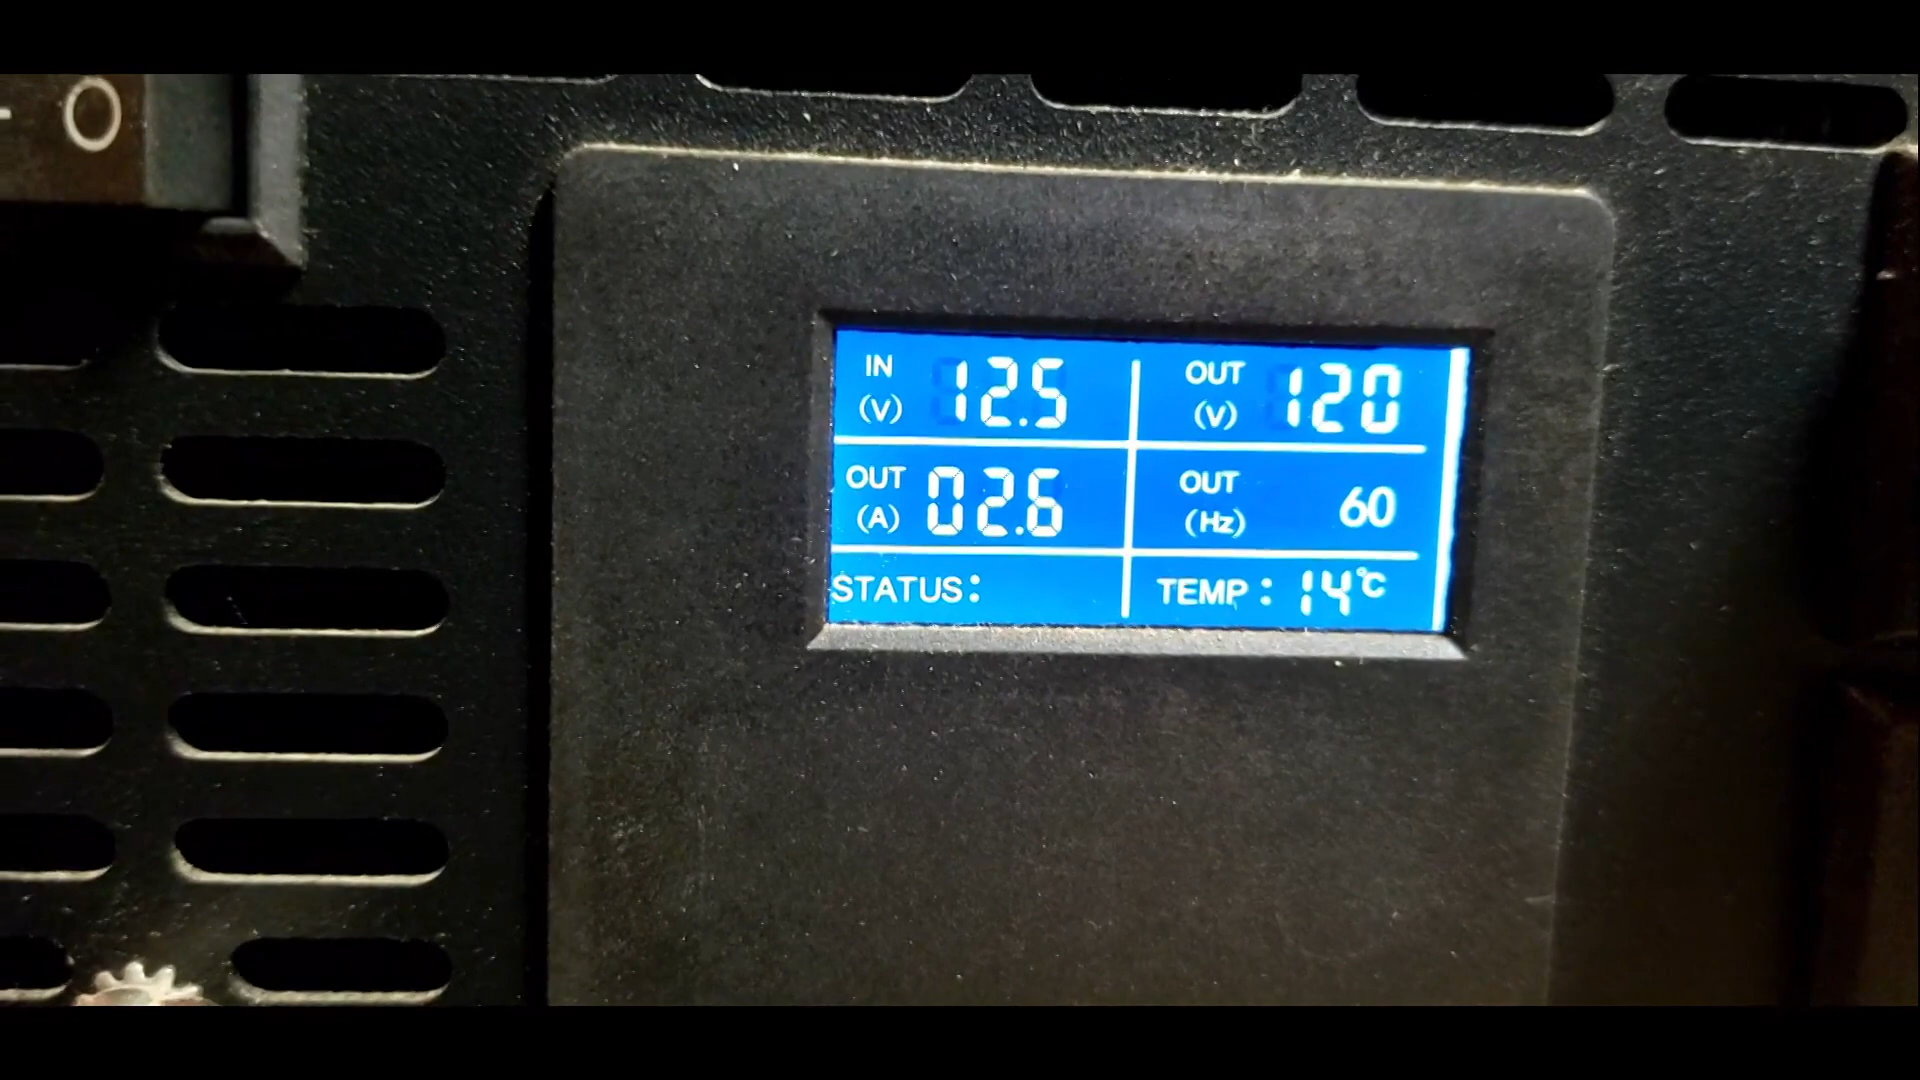 IN (V) 12.5 OUT (V) 120
OUT (A) 02.6 OUT (Hz) 60
STATUS: TEMP: 14°C